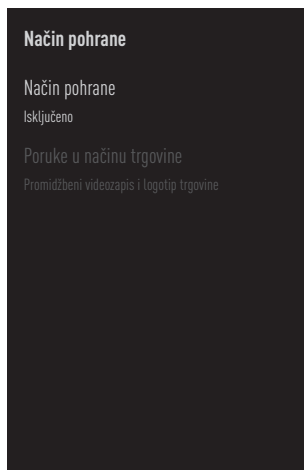 Način pohrane
Način pohrane
Isključeno
Poruke u načinu trgovine
Promidžbeni videozapis i logotip trgovine